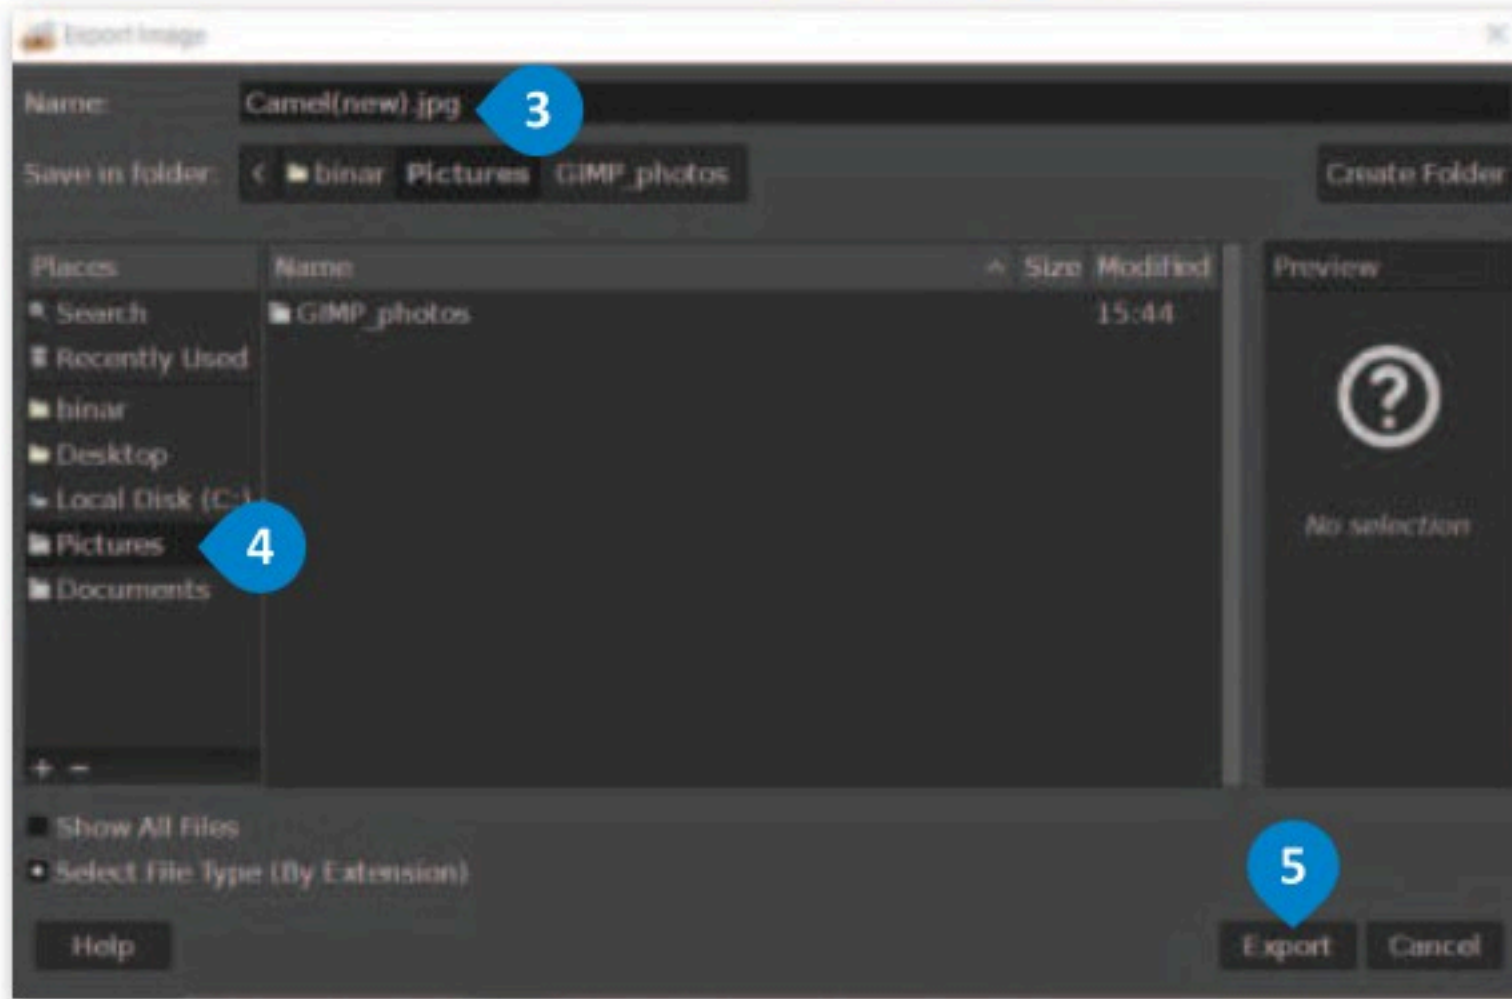 Export Image
Name: Camel(new).jpg 3
Save in folder: < binar Pictures GIMP_photos Create Folder
Places Name Size Modified Preview
Search GIMP_photos 15:44
Recently Used
binar
Desktop
Local Disk (C:)
Pictures 4 No selection
Documents
+ −
Show All Files
Select File Type (By Extension) 5
Help Export Cancel